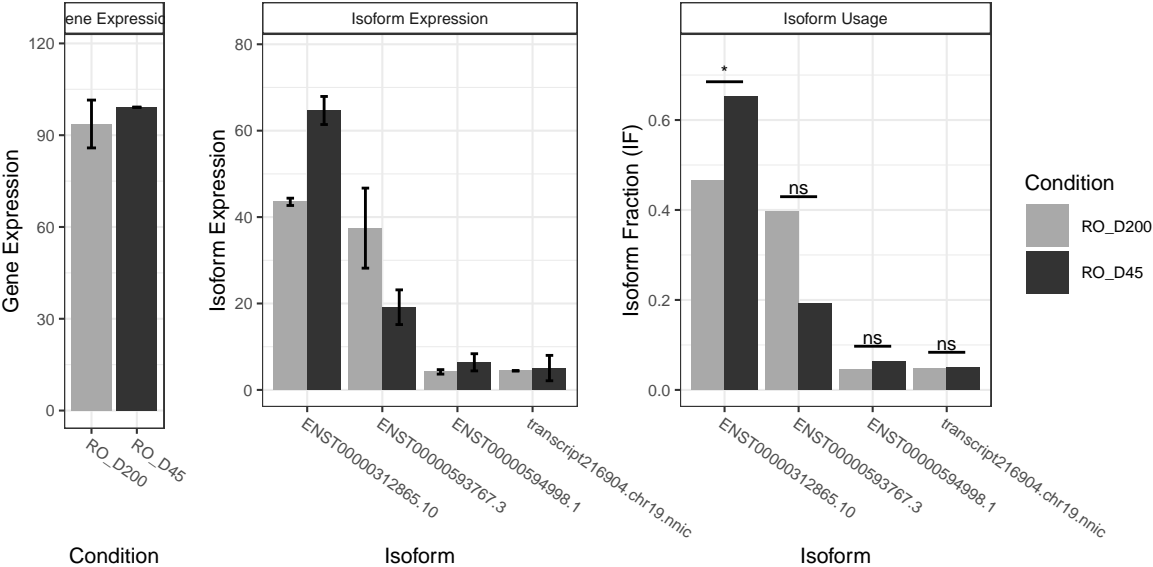 ene Expressio
Gene Expression
120
90
60
30
0
RO_D200
RO_D45
Condition
Isoform Expression
Isoform Expression
80
60
40
20
0
ENST00000312865.10
ENST00000593767.3
ENST00000594998.1
transcript216904.chr19.nnic
Isoform
Isoform Usage
Isoform Fraction (IF)
0.6
0.4
0.2
0.0
*
ns
ns
ns
ENST00000312865.10
ENST00000593767.3
ENST00000594998.1
transcript216904.chr19.nnic
Isoform
Condition
RO_D200
RO_D45